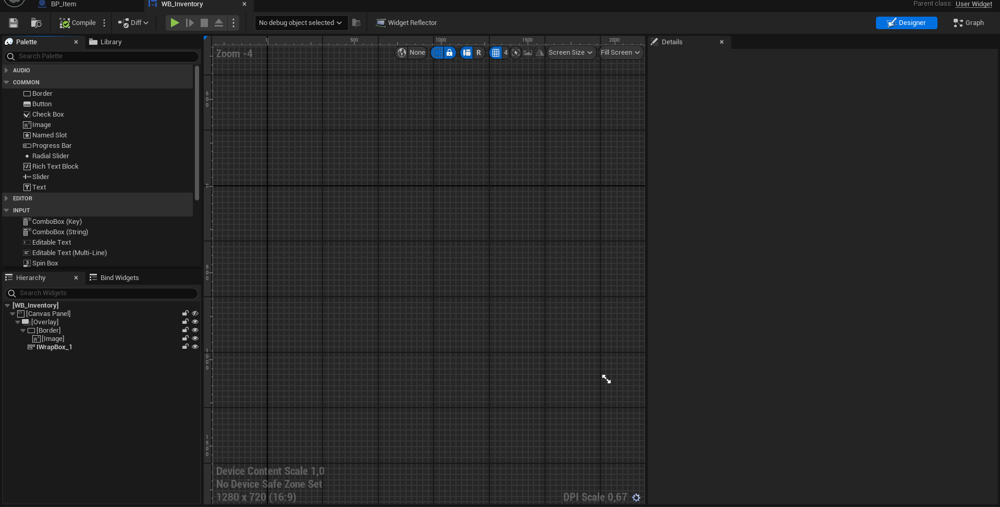 BP_Item
WB_Inventory
Parent class: User Widget
Compile
Diff
No debug object selected
Widget Reflector
Designer
Graph
Palette
Library
Search Palette
AUDIO
COMMON
Border
Button
Check Box
Image
Named Slot
Progress Bar
Radial Slider
Rich Text Block
Slider
Text
EDITOR
INPUT
ComboBox (Key)
ComboBox (String)
Editable Text
Editable Text (Multi-Line)
Spin Box
Hierarchy
Bind Widgets
Search Widgets
[WB_Inventory]
[Canvas Panel]
[Overlay]
[Border]
[Image]
IWrapBox_1
0
500
1000
1500
2000
Zoom -4
None
R
4
Screen Size
Fill Screen
500
0
500
1000
1500
Device Content Scale 1,0
No Device Safe Zone Set
1280 x 720 (16:9)
DPI Scale 0,67
Details